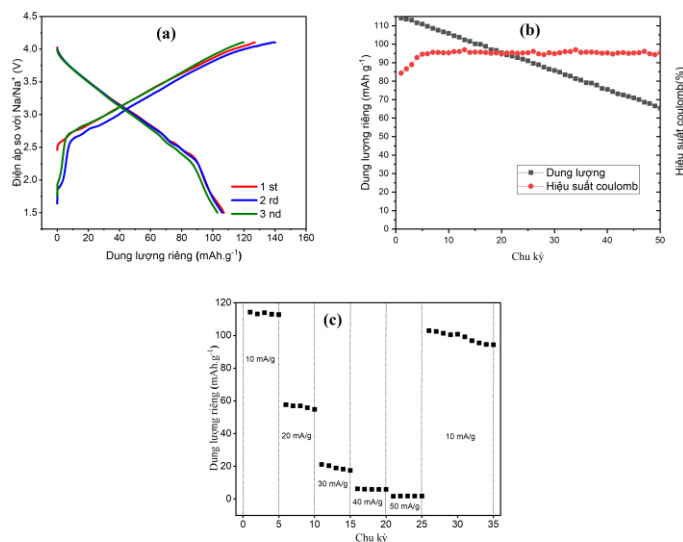 (a)
Điện áp so với Na/Na⁺ (V)
4.5
4.0
3.5
3.0
2.5
2.0
1.5
1 st
2 rd
3 nd
0 20 40 60 80 100 120 140 160
Dung lượng riêng (mAh.g⁻¹)
(b)
Dung lượng riêng (mAh g⁻¹)
Hiệu suất coulomb(%)
115
110
100
90
80
70
60
50
40
30
20
10
0
Dung lượng
Hiệu suất coulomb
0 10 20 30 40 50
Chu kỳ
(c)
Dung lượng riêng (mAh.g⁻¹)
120
100
80
60
40
20
0
10 mA/g
20 mA/g
30 mA/g
40 mA/g
50 mA/g
10 mA/g
0 5 10 15 20 25 30 35
Chu kỳ